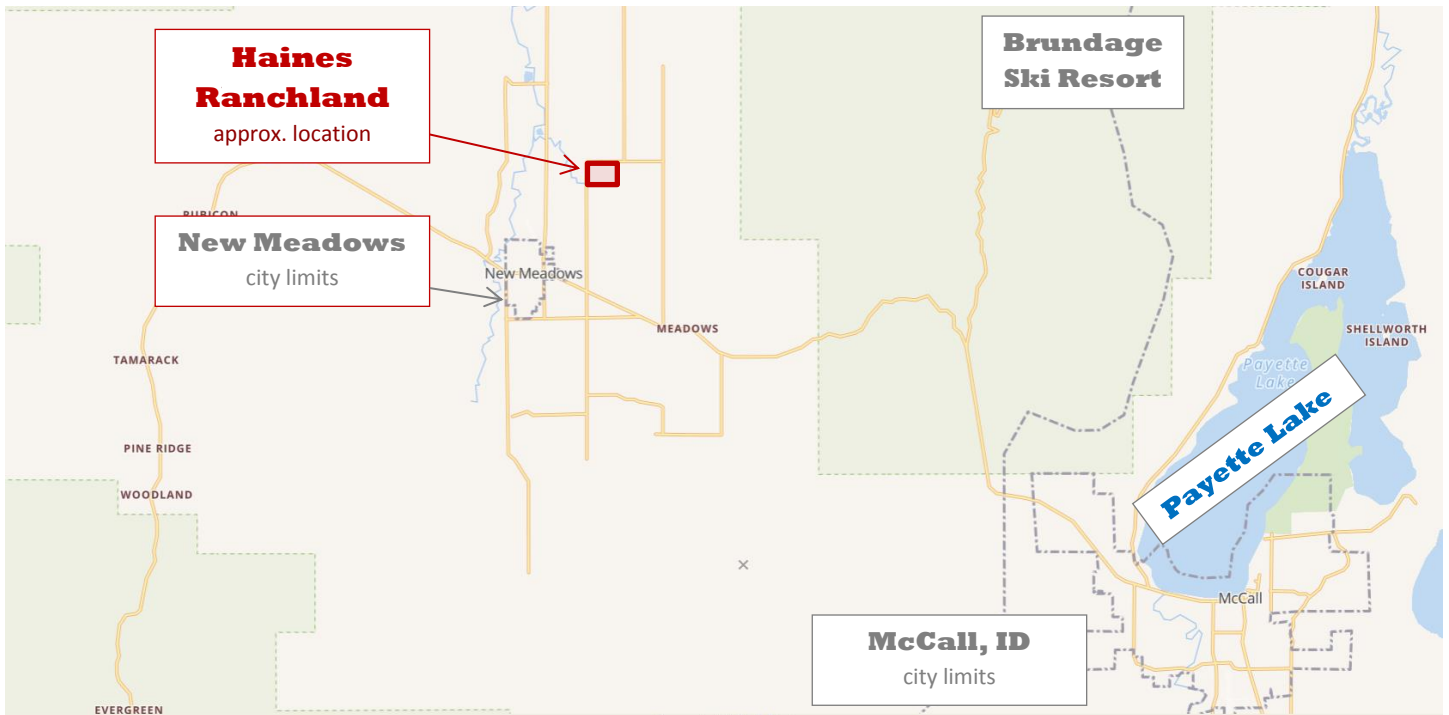 Haines
Ranchland
approx. location
Brundage
Ski Resort
RUBICON
New Meadows
city limits
New Meadows
COUGAR
ISLAND
MEADOWS
SHELLWORTH
ISLAND
TAMARACK
Payette
Lake
Payette Lake
PINE RIDGE
WOODLAND
McCall
McCall, ID
city limits
EVERGREEN